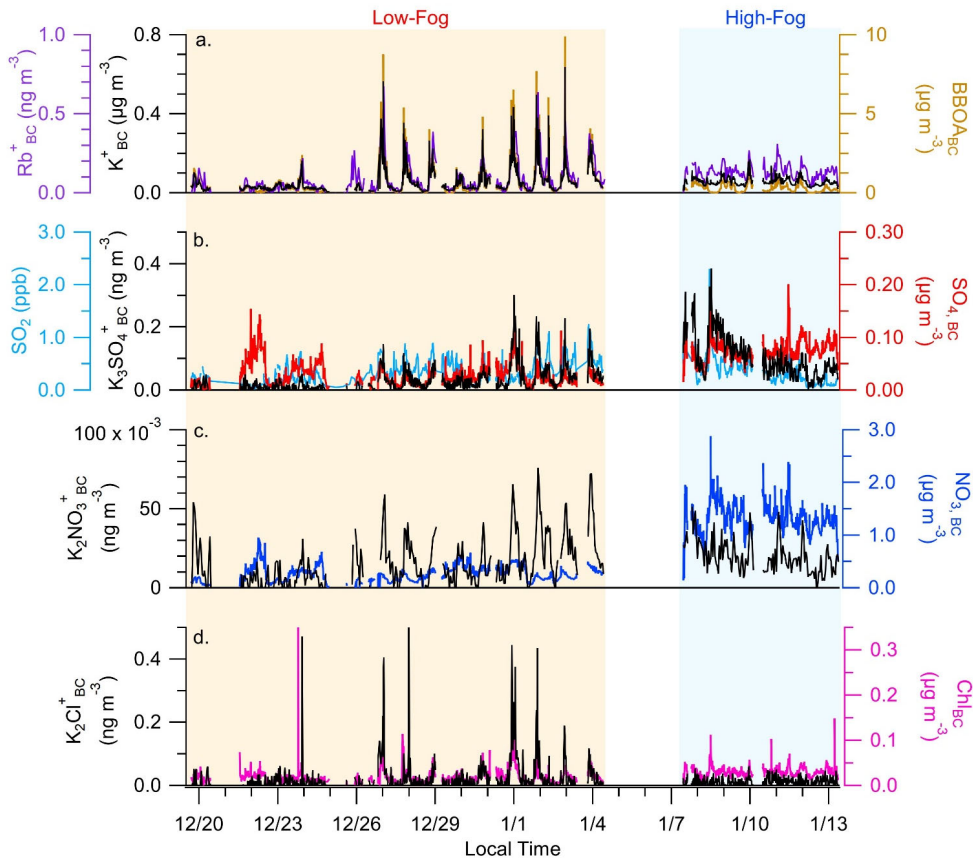 Low-Fog
High-Fog
a.
Rb⁺BC (ng m⁻³)
1.0
0.5
0.0
K⁺BC (µg m⁻³)
0.8
0.4
0.0
10
5
0
BBOABC
(µg m⁻³)
b.
SO₂ (ppb)
3.0
2.0
1.0
0.0
K₃SO₄⁺BC (ng m⁻³)
0.4
0.2
0.0
0.30
0.20
0.10
0.00
SO₄, BC
(µg m⁻³)
c.
K₂NO₃⁺BC
(ng m⁻³)
100 x 10⁻³
50
0
3.0
2.0
1.0
0.0
NO₃, BC
(µg m⁻³)
d.
K₂Cl⁺BC
(ng m⁻³)
0.4
0.2
0.0
0.3
0.2
0.1
0.0
ChlBC
(µg m⁻³)
12/20 12/23 12/26 12/29 1/1 1/4 1/7 1/10 1/13
Local Time